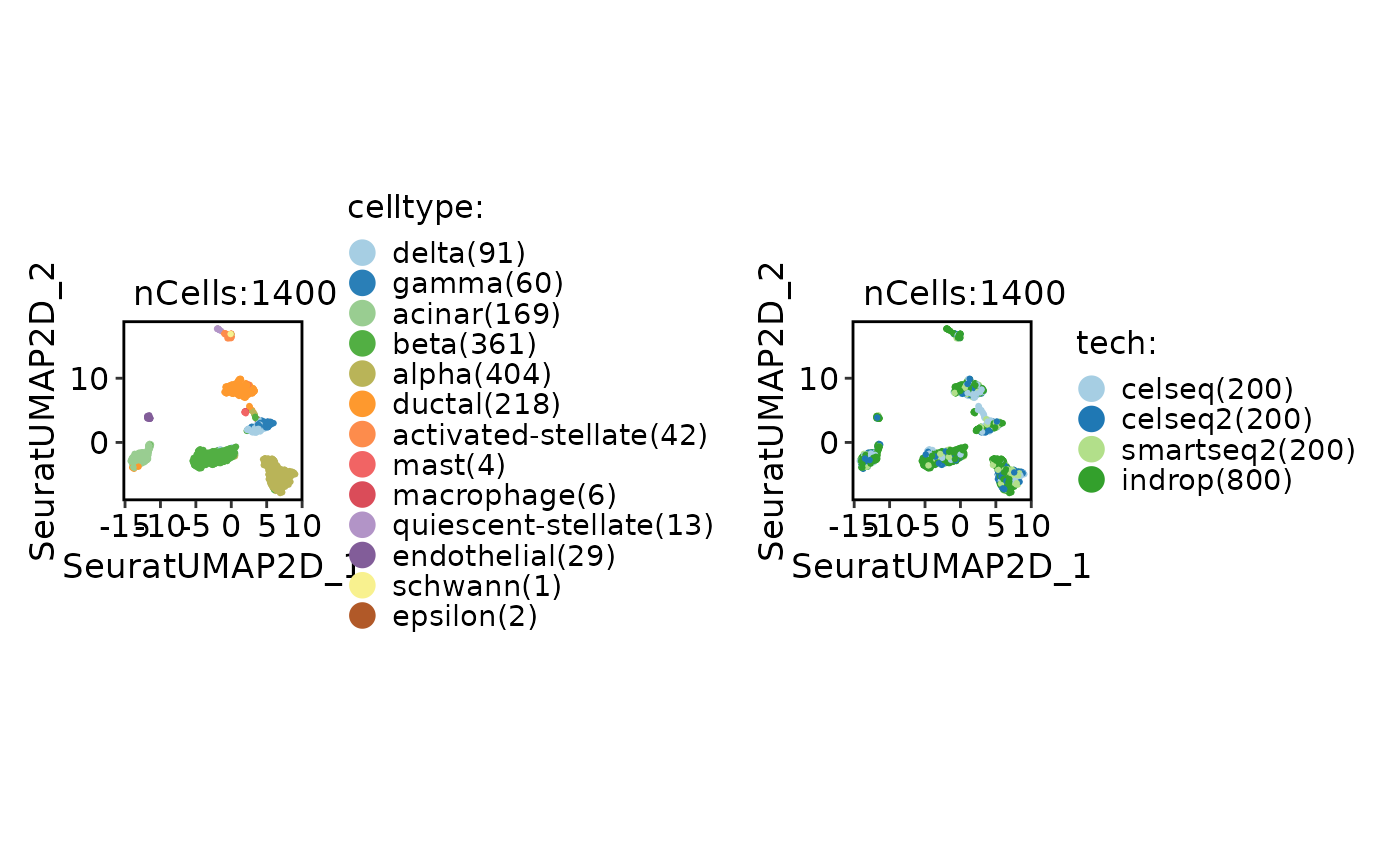 celltype:
nCells:1400
SeuratUMAP2D_2
10
0
-15
-10
-5
0
5
10
SeuratUMAP2D_1
delta(91)
gamma(60)
acinar(169)
beta(361)
alpha(404)
ductal(218)
activated-stellate(42)
mast(4)
macrophage(6)
quiescent-stellate(13)
endothelial(29)
schwann(1)
epsilon(2)
nCells:1400
SeuratUMAP2D_2
10
0
-15
-10
-5
0
5
10
SeuratUMAP2D_1
tech:
celseq(200)
celseq2(200)
smartseq2(200)
indrop(800)